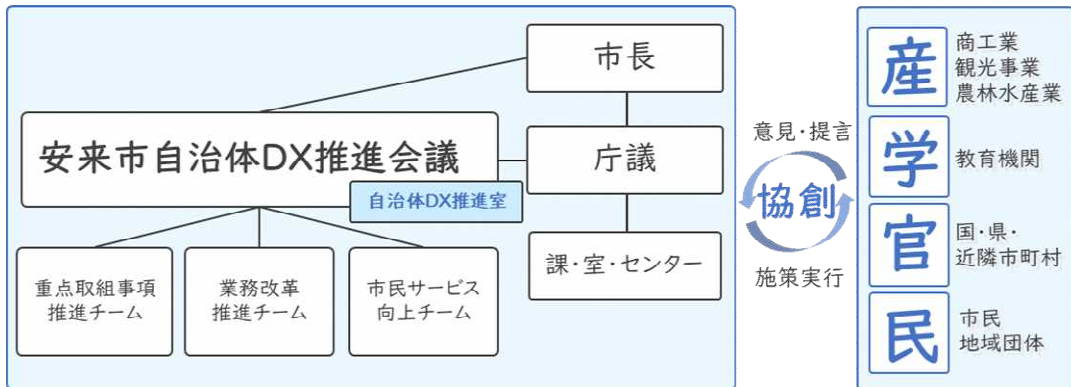 市長
安来市自治体DX推進会議
自治体DX推進室
庁議
課・室・センター
重点取組事項
推進チーム
業務改革
推進チーム
市民サービス
向上チーム
意見・提言
協創
施策実行
産
商工業
観光事業
農林水産業
学
教育機関
官
国・県・
近隣市町村
民
市民
地域団体